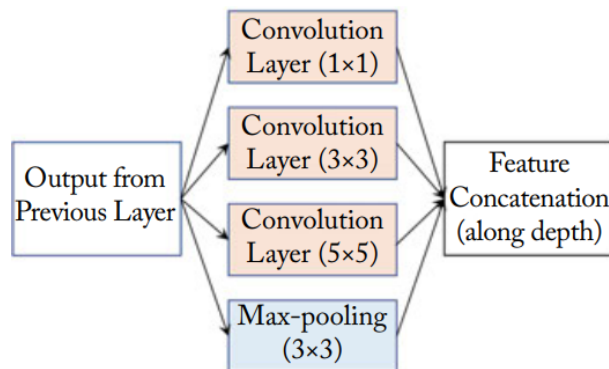 Output from
Previous Layer
Convolution
Layer (1×1)
Convolution
Layer (3×3)
Convolution
Layer (5×5)
Max-pooling
(3×3)
Feature
Concatenation
(along depth)